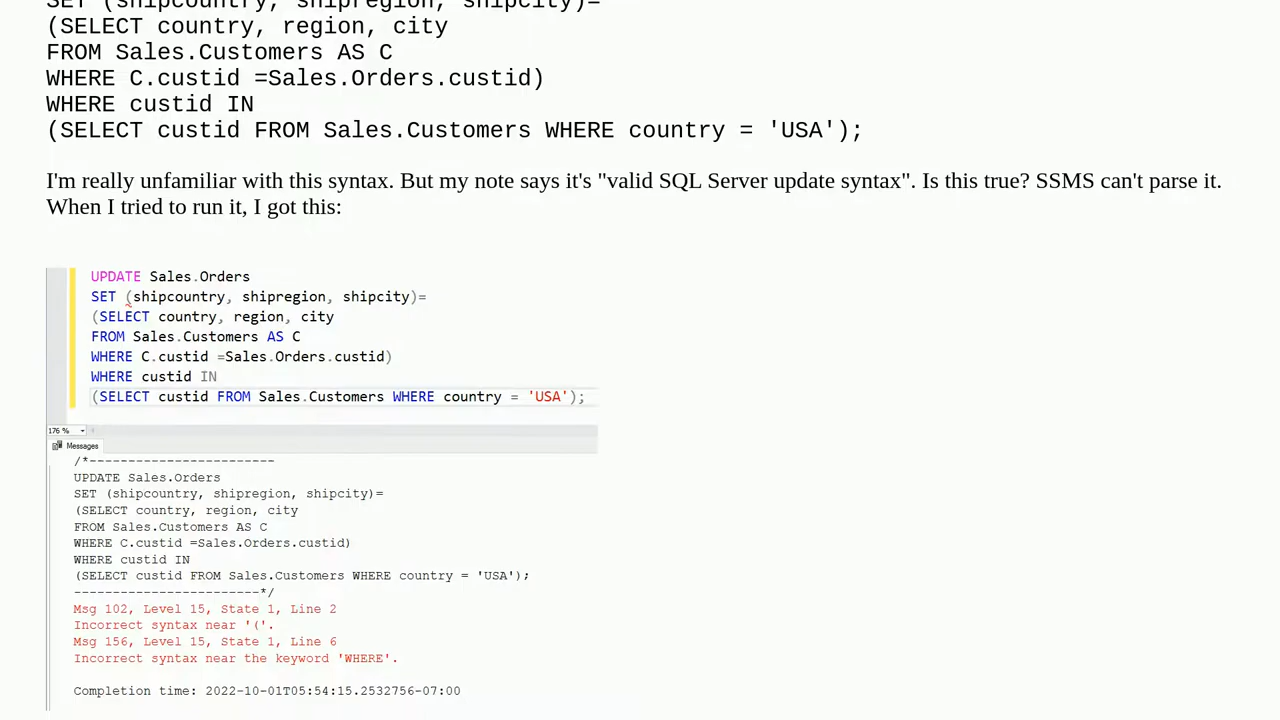 SET (shipcountry, shipregion, shipcity)=
(SELECT country, region, city
FROM Sales.Customers AS C
WHERE C.custid =Sales.Orders.custid)
WHERE custid IN
(SELECT custid FROM Sales.Customers WHERE country = 'USA');
I'm really unfamiliar with this syntax. But my note says it's "valid SQL Server update syntax". Is this true? SSMS can't parse it.
When I tried to run it, I got this:
UPDATE Sales.Orders
SET (shipcountry, shipregion, shipcity)=
(SELECT country, region, city
FROM Sales.Customers AS C
WHERE C.custid =Sales.Orders.custid)
WHERE custid IN
(SELECT custid FROM Sales.Customers WHERE country = 'USA');
176 %
Messages
/*------------------------
UPDATE Sales.Orders
SET (shipcountry, shipregion, shipcity)=
(SELECT country, region, city
FROM Sales.Customers AS C
WHERE C.custid =Sales.Orders.custid)
WHERE custid IN
(SELECT custid FROM Sales.Customers WHERE country = 'USA');
------------------------*/
Msg 102, Level 15, State 1, Line 2
Incorrect syntax near '('.
Msg 156, Level 15, State 1, Line 6
Incorrect syntax near the keyword 'WHERE'.
Completion time: 2022-10-01T05:54:15.2532756-07:00